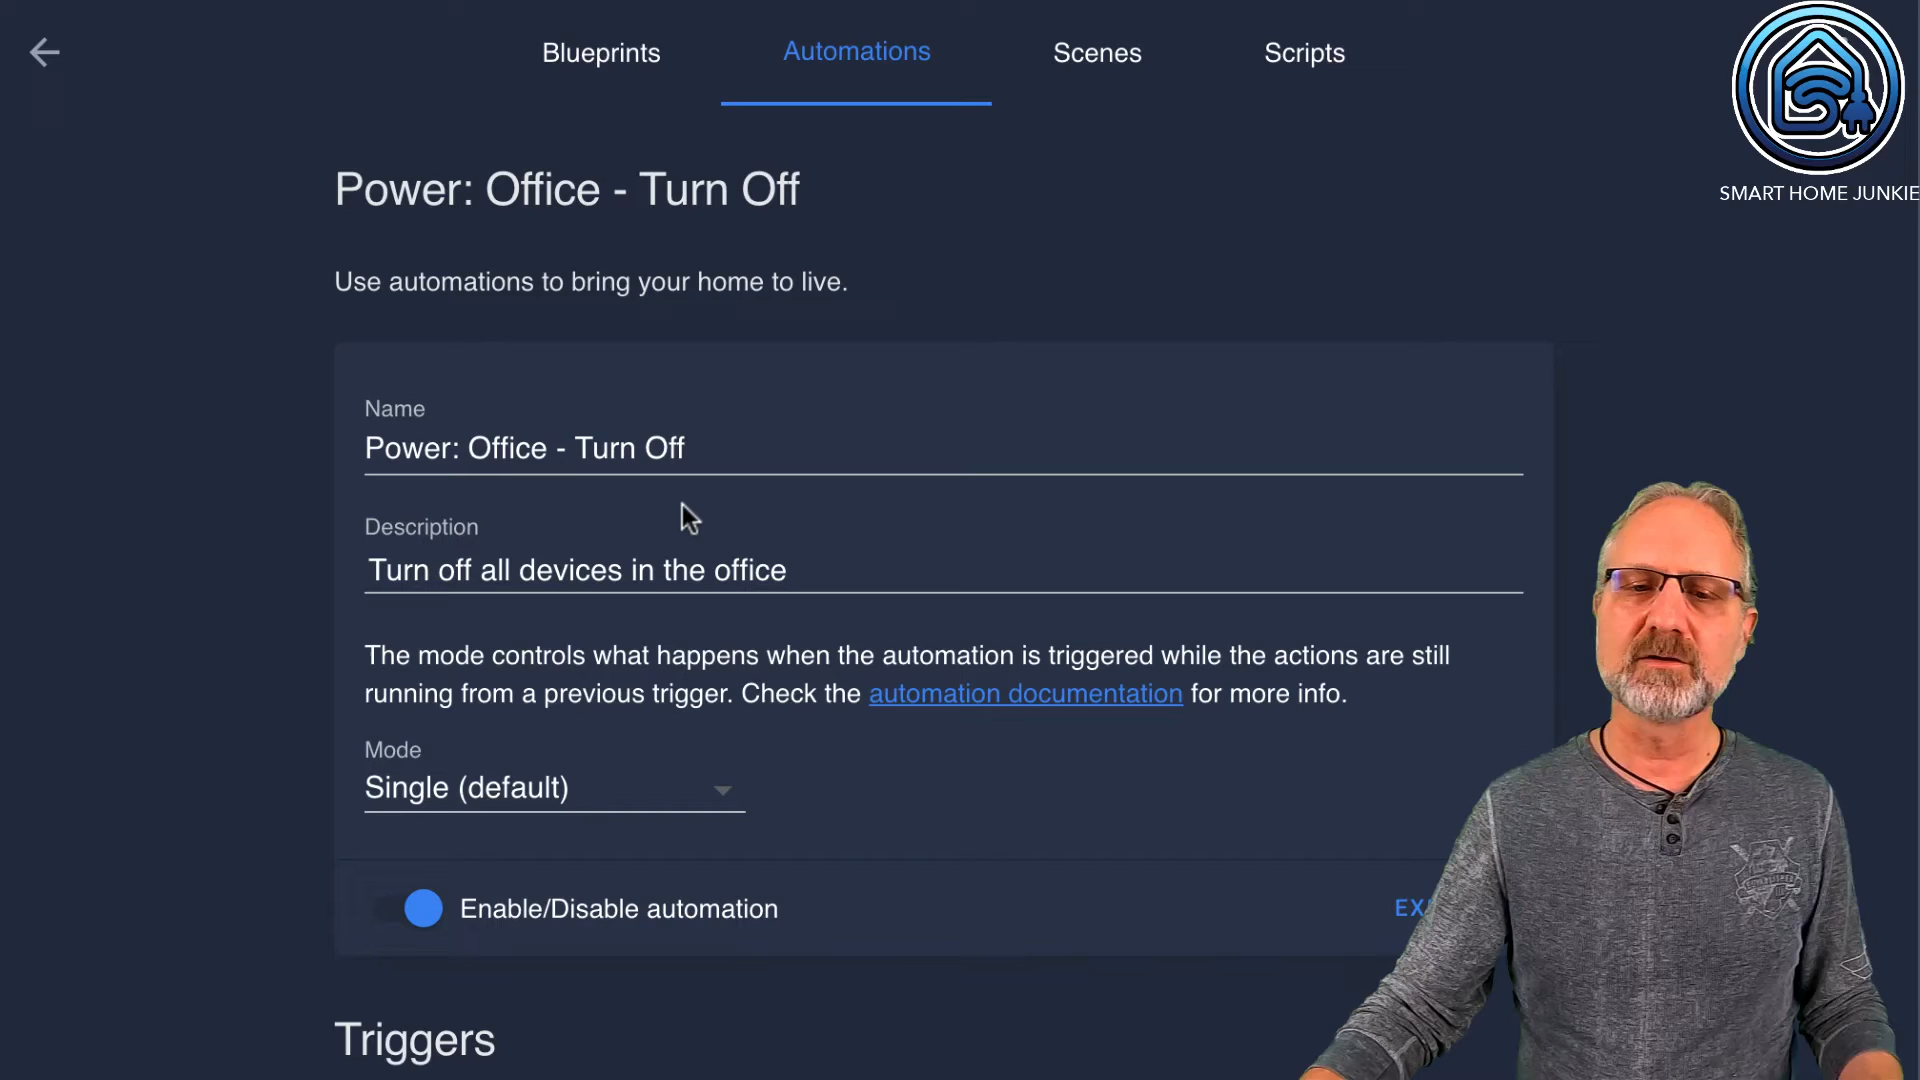 Blueprints
Automations
Scenes
Scripts
SMART HOME JUNKIE
Power: Office - Turn Off
Use automations to bring your home to live.
Name
Power: Office - Turn Off
Description
Turn off all devices in the office
The mode controls what happens when the automation is triggered while the actions are still
running from a previous trigger. Check the automation documentation for more info.
Mode
Single (default)
Enable/Disable automation
Triggers